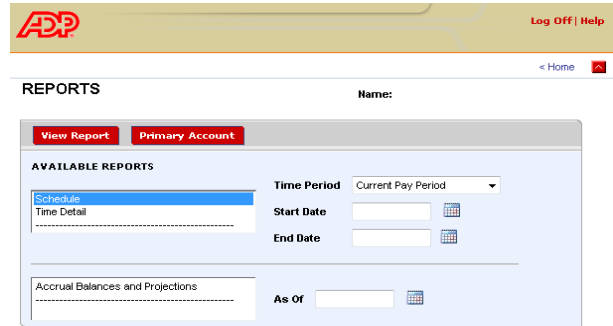 ADP
Log Off | Help
< Home
REPORTS
Name:
View Report
Primary Account
AVAILABLE REPORTS
Time Period
Current Pay Period
Schedule
Time Detail
--------------------------------------------------
Start Date
End Date
Accrual Balances and Projections
--------------------------------------------------
As Of